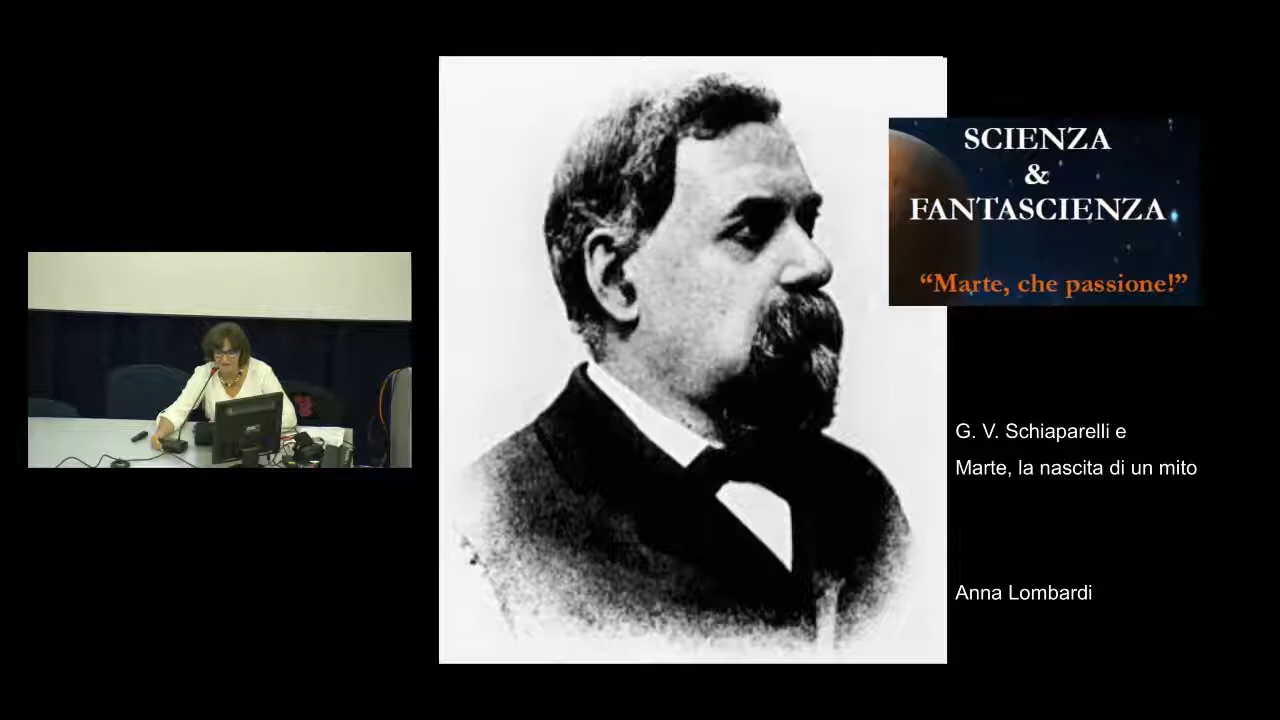 SCIENZA
&
FANTASCIENZA
“Marte, che passione!”
G. V. Schiaparelli e
Marte, la nascita di un mito
Anna Lombardi